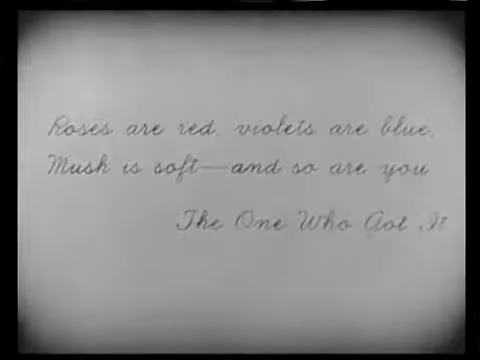 Roses are red, violets are blue,
Mush is soft—and so are you
The One Who Got It